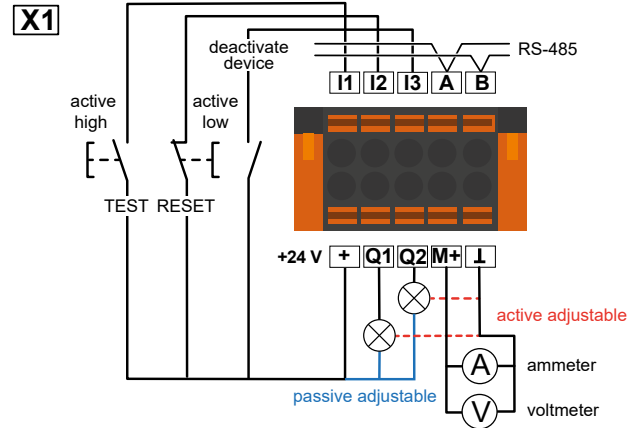 X1
deactivate
device
RS-485
I1 I2 I3 A B
active
high
active
low
TEST RESET
+24 V + Q1 Q2 M+ ⊥
active adjustable
passive adjustable
A ammeter
V voltmeter